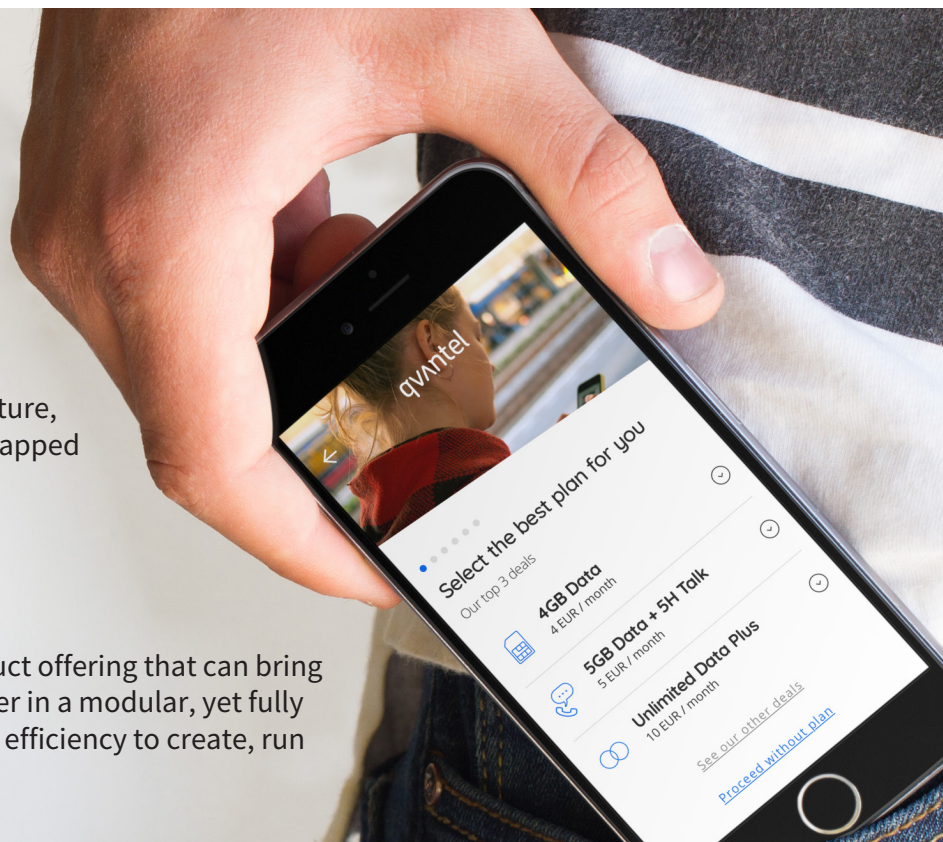 ture,
apped
uct offering that can bring
er in a modular, yet fully
efficiency to create, run
qvantel
Select the best plan for you
Our top 3 deals
4GB Data
4 EUR / month
5GB Data + 5H Talk
5 EUR / month
Unlimited Data Plus
10 EUR / month
See our other deals
Proceed without plan